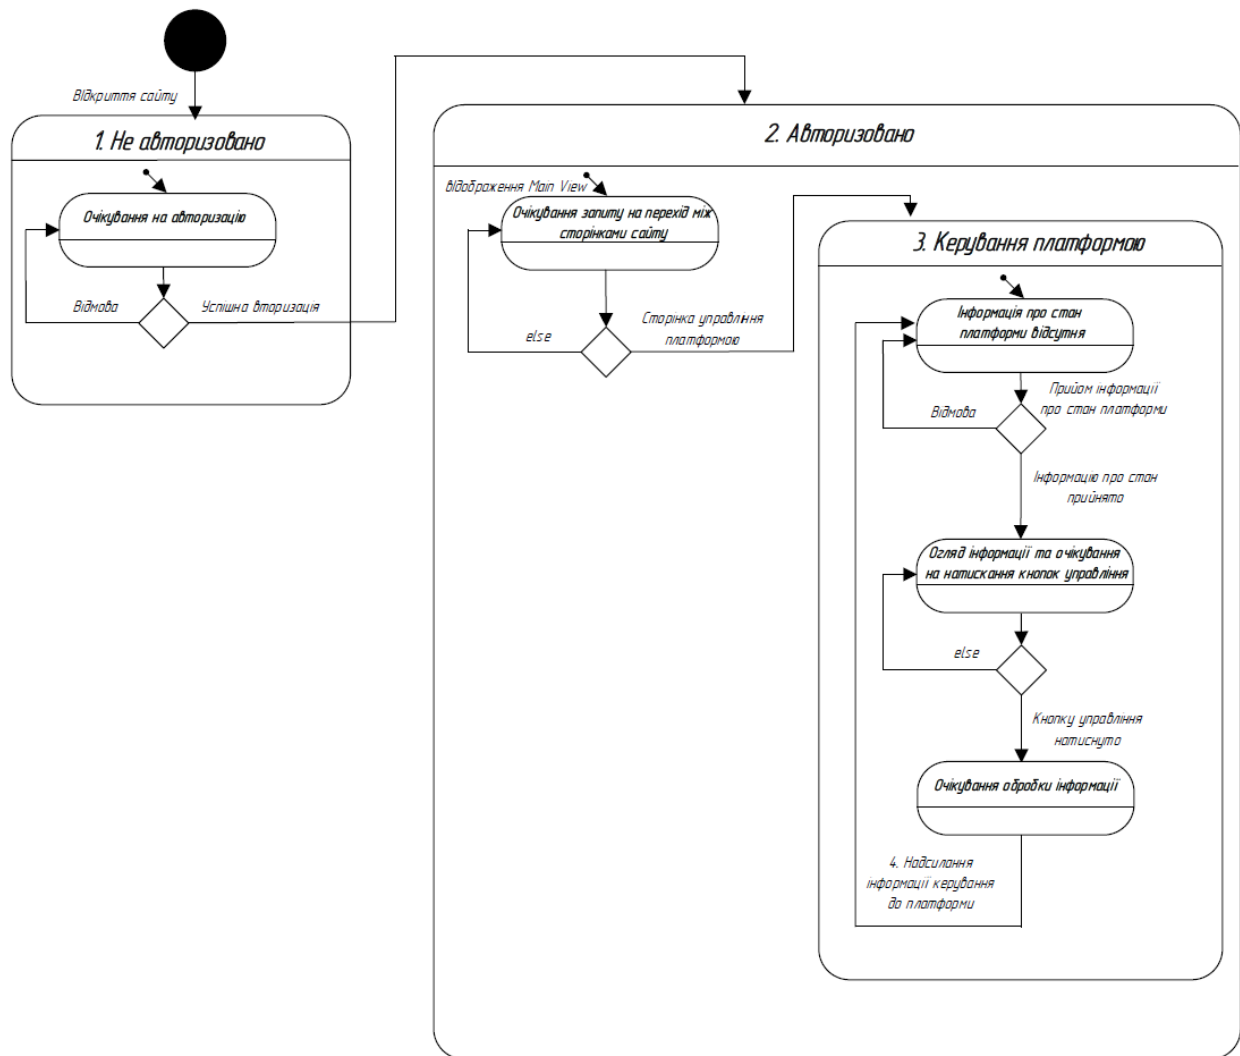 Відкриття сайту
1. Не авторизовано
Очікування на авторизацію
Відмова
Успішна вторизація
2. Авторизовано
відображення Main View
Очікування запиту на перехід між
сторінками сайту
else
Сторінка управління
платформою
3. Керування платформою
Інформація про стан
платформи відсутня
Прийом інформації
про стан платформи
Відмова
Інформацію про стан
прийнято
Огляд інформації та очікування
на натискання кнопок управління
else
Кнопку управління
натиснуто
Очікування обробки інформації
4. Надсилання
інформації керування
до платформи